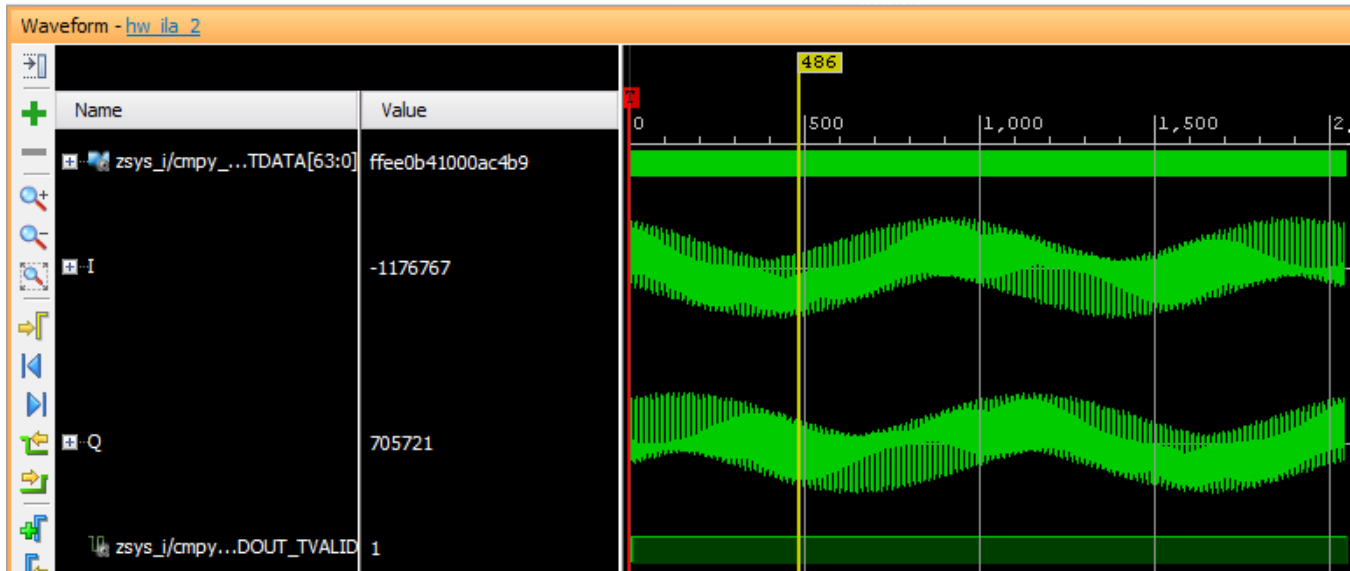 Waveform - hw_ila_2
486
Name Value
T
0 500 1,000 1,500 2,
zsys_i/cmpy_...TDATA[63:0] ffee0b41000ac4b9
I -1176767
Q 705721
zsys_i/cmpy...DOUT_TVALID 1